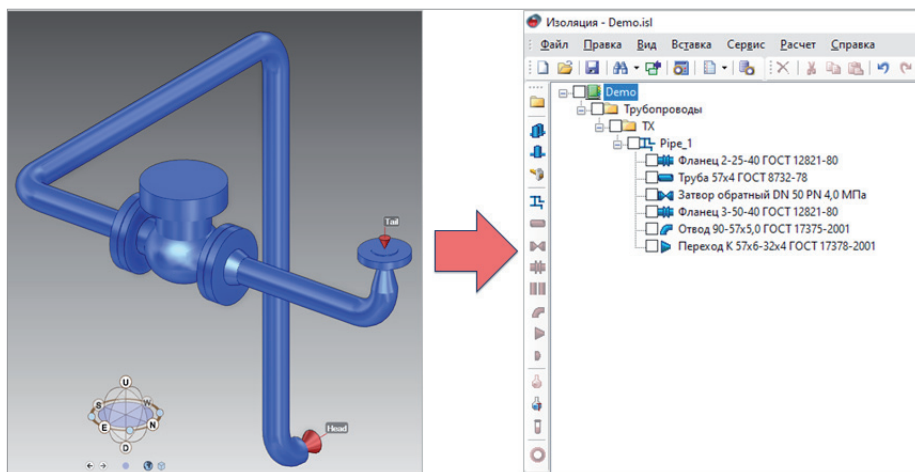 Tail
Head
U
S
W
E
N
D
Изоляция - Demo.isl
Файл Правка Вид Вставка Сервис Расчет Справка
Demo
Трубопроводы
ТХ
Pipe_1
Фланец 2-25-40 ГОСТ 12821-80
Труба 57х4 ГОСТ 8732-78
Затвор обратный DN 50 PN 4,0 МПа
Фланец 3-50-40 ГОСТ 12821-80
Отвод 90-57х5,0 ГОСТ 17375-2001
Переход К 57х6-32х4 ГОСТ 17378-2001